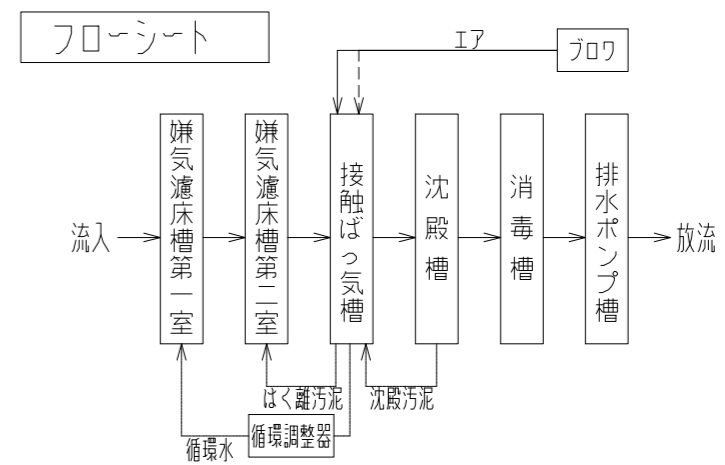 フローシート
エア
ブロワ
流入
嫌気濾床槽第一室
嫌気濾床槽第二室
接触ばっ気槽
沈殿槽
消毒槽
排水ポンプ槽
放流
はく離汚泥
沈殿汚泥
循環調整器
循環水